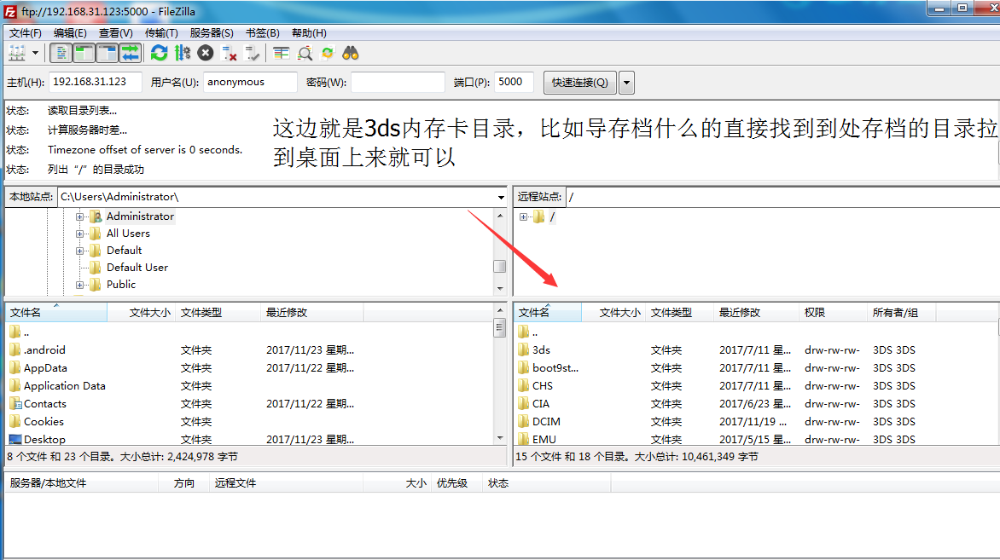 ftp://192.168.31.123:5000 - FileZilla
文件(F) 编辑(E) 查看(V) 传输(T) 服务器(S) 书签(B) 帮助(H)
主机(H): 192.168.31.123 用户名(U): anonymous 密码(W): 端口(P): 5000 快速连接(Q)
状态: 读取目录列表...
状态: 计算服务器时差...
状态: Timezone offset of server is 0 seconds.
状态: 列出“/”的目录成功
这边就是3ds内存卡目录，比如导存档什么的直接找到到处存档的目录拉
到桌面上来就可以
本地站点: C:\Users\Administrator\
Administrator
All Users
Default
Default User
Public
远程站点: /
/
文件名 文件大小 文件类型 最近修改
..
.android 文件夹 2017/11/23 星期...
AppData 文件夹 2017/11/22 星期...
Application Data 文件夹
Contacts 文件夹 2017/11/22 星期...
Cookies 文件夹
Desktop 文件夹 2017/11/23 星期...
8 个文件 和 23 个目录。大小总计: 2,424,978 字节
文件名 文件大小 文件类型 最近修改 权限 所有者/组
..
3ds 文件夹 2017/7/11 星... drw-rw-rw- 3DS 3DS
boot9st... 文件夹 2017/7/11 星... drw-rw-rw- 3DS 3DS
CHS 文件夹 2017/7/11 星... drw-rw-rw- 3DS 3DS
CIA 文件夹 2017/6/23 星... drw-rw-rw- 3DS 3DS
DCIM 文件夹 2017/11/19 ... drw-rw-rw- 3DS 3DS
EMU 文件夹 2017/5/15 星... drw-rw-rw- 3DS 3DS
15 个文件 和 18 个目录。大小总计: 10,461,349 字节
服务器/本地文件 方向 远程文件 大小 优先级 状态